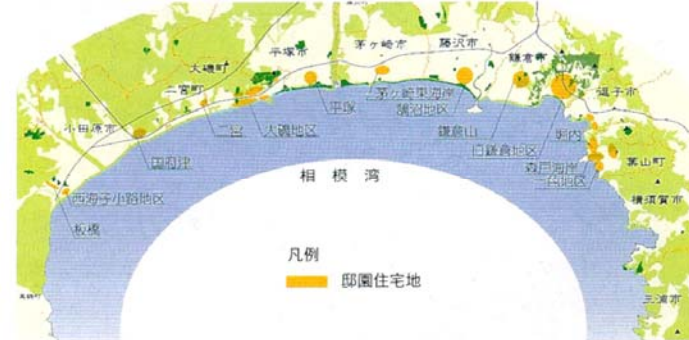 平塚市
茅ヶ崎市
藤沢市
鎌倉市
大磯町
二宮町
小田原市
逗子市
茅ヶ崎東海岸
鵠沼地区
平塚
二宮
大磯地区
国府津
鎌倉山
旧鎌倉地区
堀内
森戸海岸
一色地区
葉山町
横須賀市
西海子小路地区
板橋
相模湾
三浦市
凡例
邸園住宅地